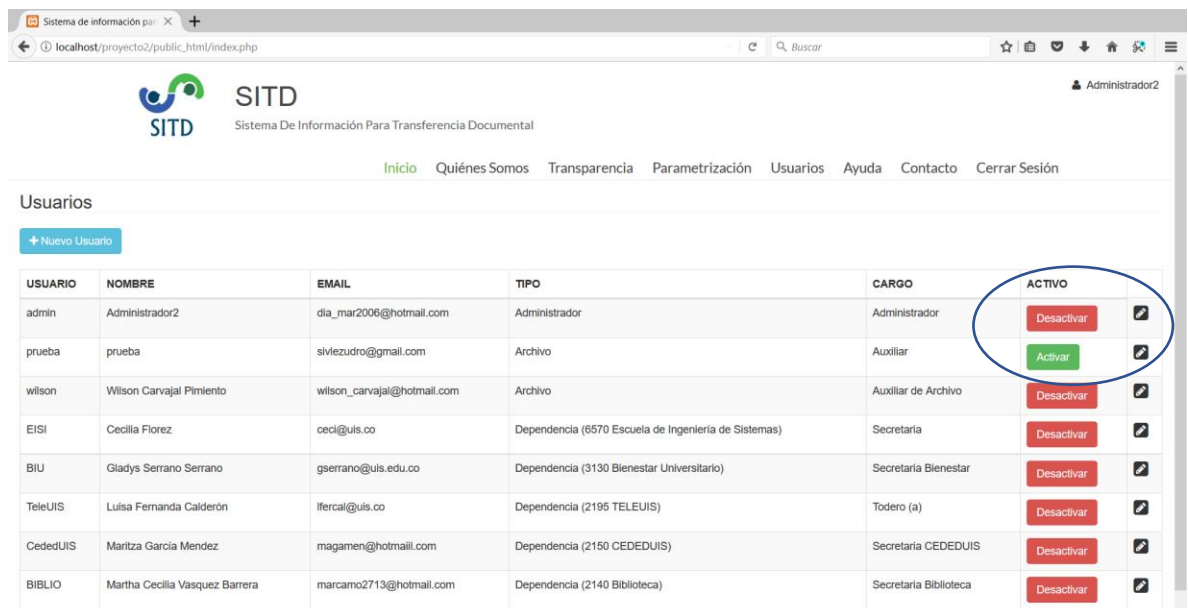 Sistema de información par
localhost/proyecto2/public_html/index.php
Buscar
Administrador2
SITD
SITD
Sistema De Información Para Transferencia Documental
Inicio Quiénes Somos Transparencia Parametrización Usuarios Ayuda Contacto Cerrar Sesión
Usuarios
+ Nuevo Usuario
USUARIO NOMBRE EMAIL TIPO CARGO ACTIVO
admin Administrador2 dia_mar2006@hotmail.com Administrador Administrador Desactivar
prueba prueba sivlezudro@gmail.com Archivo Auxiliar Activar
wilson Wilson Carvajal Pimiento wilson_carvajal@hotmail.com Archivo Auxiliar de Archivo Desactivar
EISI Cecilia Florez ceci@uis.co Dependencia (6570 Escuela de Ingeniería de Sistemas) Secretaria Desactivar
BIU Gladys Serrano Serrano gserrano@uis.edu.co Dependencia (3130 Bienestar Universitario) Secretaria Bienestar Desactivar
TeleUIS Luisa Fernanda Calderón lfercal@uis.co Dependencia (2195 TELEUIS) Todero (a) Desactivar
CededUIS Maritza García Mendez magamen@hotmaiil.com Dependencia (2150 CEDEDUIS) Secretaria CEDEDUIS Desactivar
BIBLIO Martha Cecilia Vasquez Barrera marcamo2713@hotmail.com Dependencia (2140 Biblioteca) Secretaria Biblioteca Desactivar